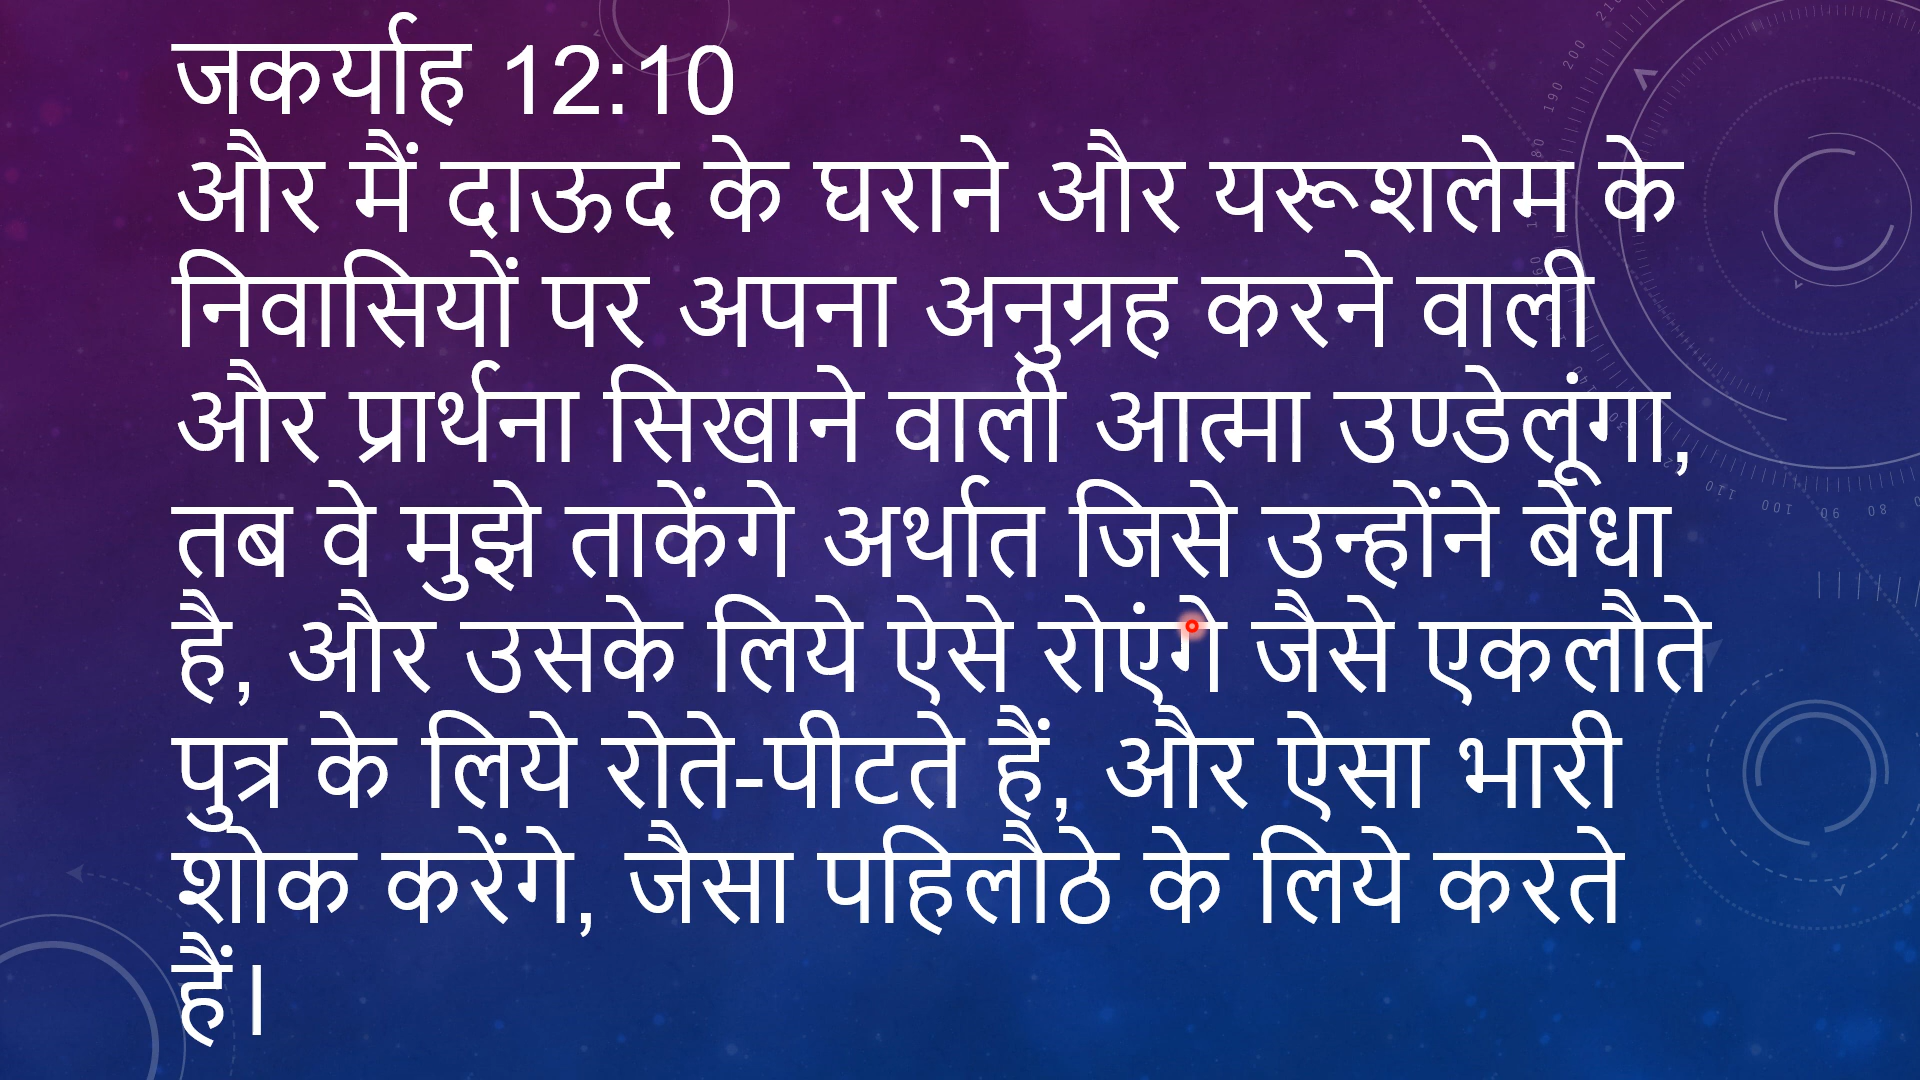 जकर्याह 12:10
और मैं दाऊद के घराने और यरूशलेम के
निवासियों पर अपना अनुग्रह करने वाली
और प्रार्थना सिखाने वाली आत्मा उण्डेलूंगा,
तब वे मुझे ताकेंगे अर्थात जिसे उन्होंने बेधा
है, और उसके लिये ऐसे रोएंगे जैसे एकलौते
पुत्र के लिये रोते-पीटते हैं, और ऐसा भारी
शोक करेंगे, जैसा पहिलौठे के लिये करते
हैं।